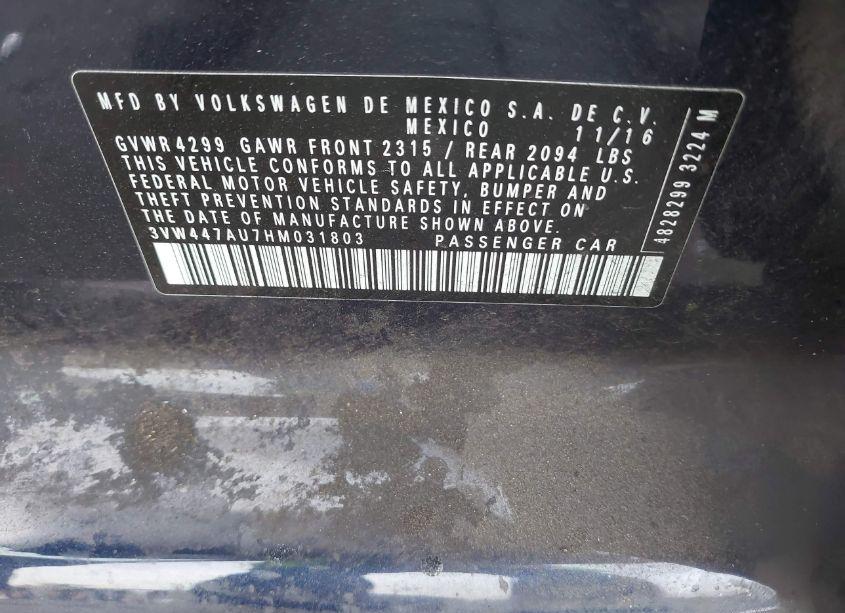 MFD BY VOLKSWAGEN DE MEXICO S.A. DE C.V.
MEXICO 11/16
GVWR 4299 GAWR FRONT 2315 / REAR 2094 LBS
THIS VEHICLE CONFORMS TO ALL APPLICABLE U.S.
FEDERAL MOTOR VEHICLE SAFETY, BUMPER AND
THEFT PREVENTION STANDARDS IN EFFECT ON
THE DATE OF MANUFACTURE SHOWN ABOVE.
3VW447AU7HM031803 PASSENGER CAR
4828299 3224 M